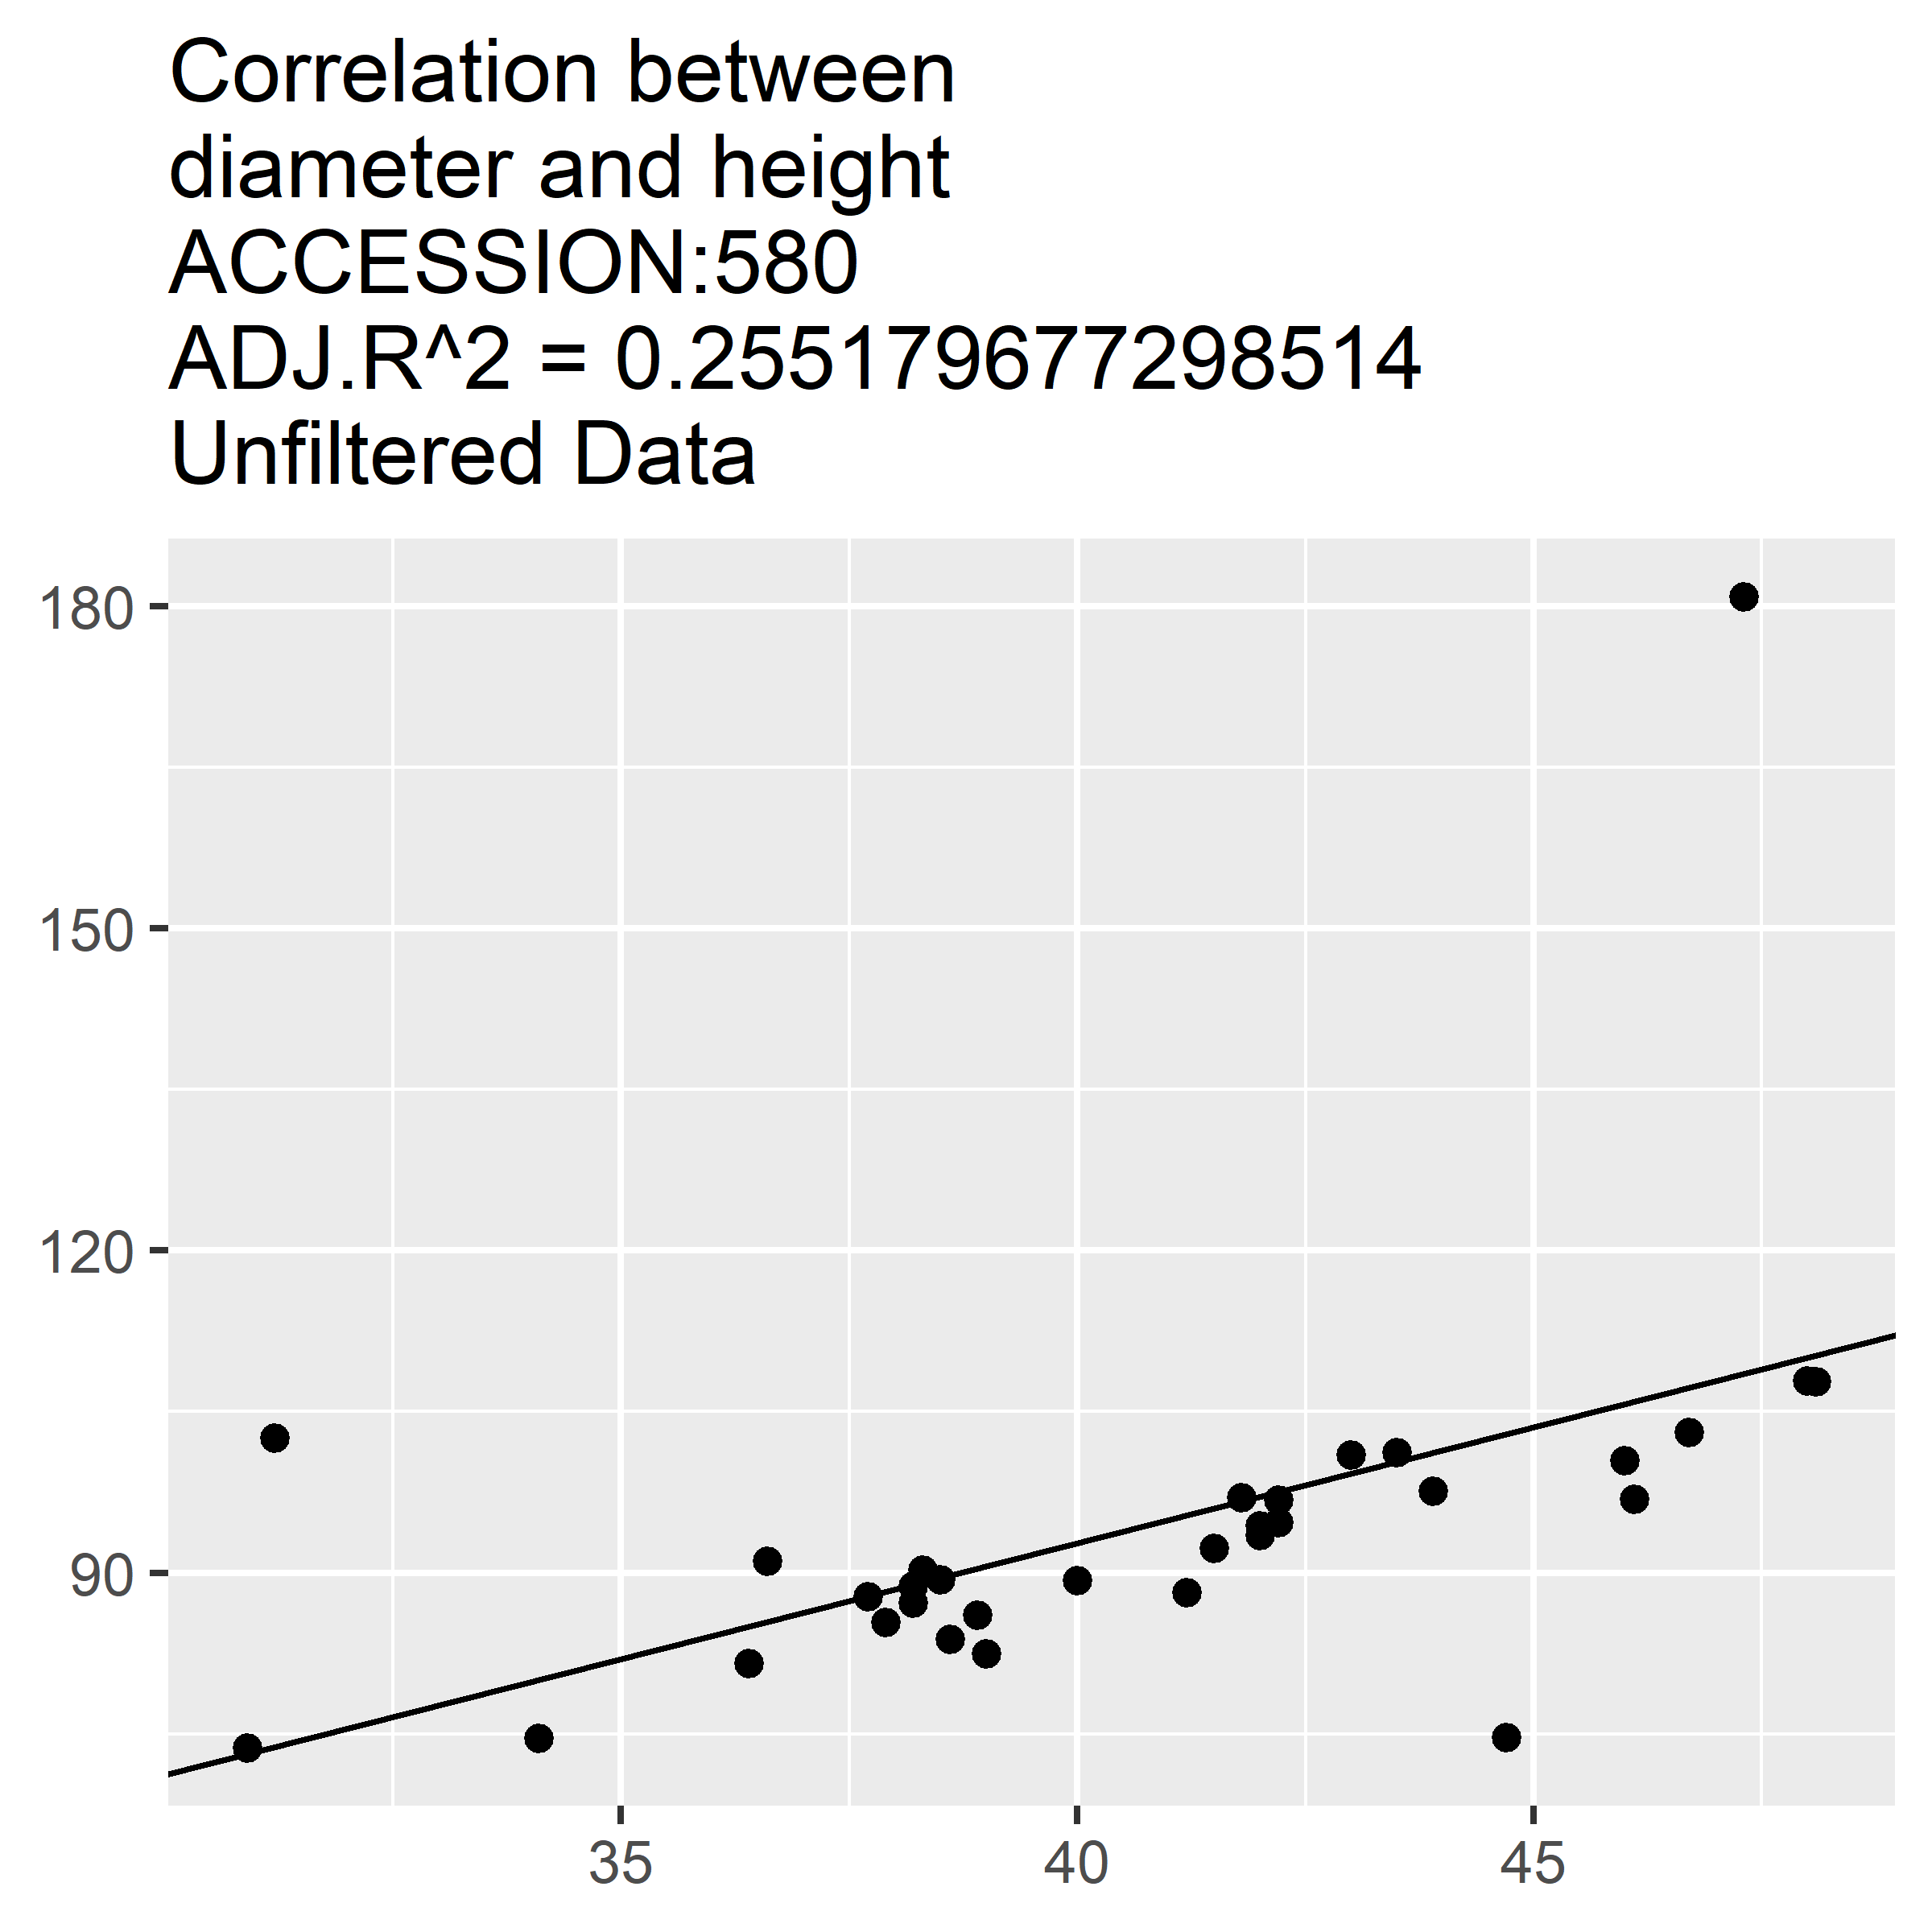 Correlation between
diameter and height
ACCESSION:580
ADJ.R^2 = 0.255179677298514
Unfiltered Data
180
150
120
90
35 40 45